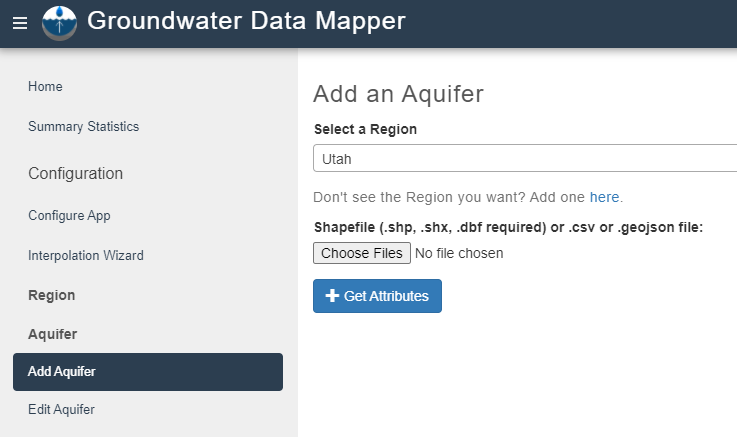 Groundwater Data Mapper
Home
Summary Statistics
Configuration
Configure App
Interpolation Wizard
Region
Aquifer
Add Aquifer
Edit Aquifer
Add an Aquifer
Select a Region
Utah
Don't see the Region you want? Add one here.
Shapefile (.shp, .shx, .dbf required) or .csv or .geojson file:
Choose Files No file chosen
Get Attributes